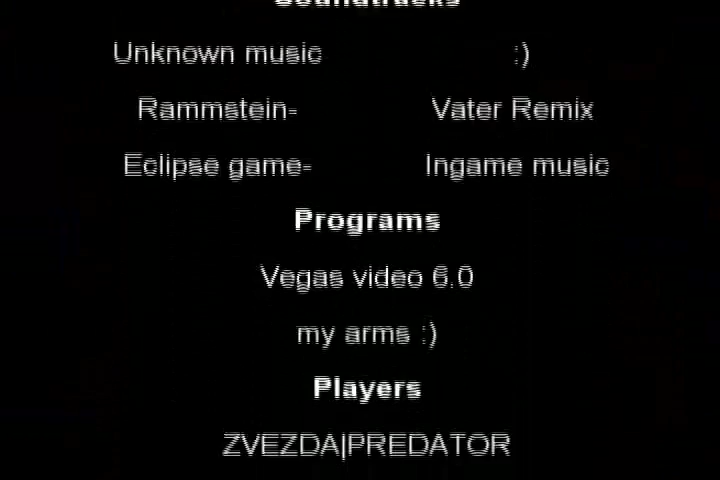 Soundtracks
Unknown music :)
Rammstein- Vater Remix
Eclipse game- Ingame music
Programs
Vegas video 6.0
my arms :)
Players
ZVEZDA|PREDATOR